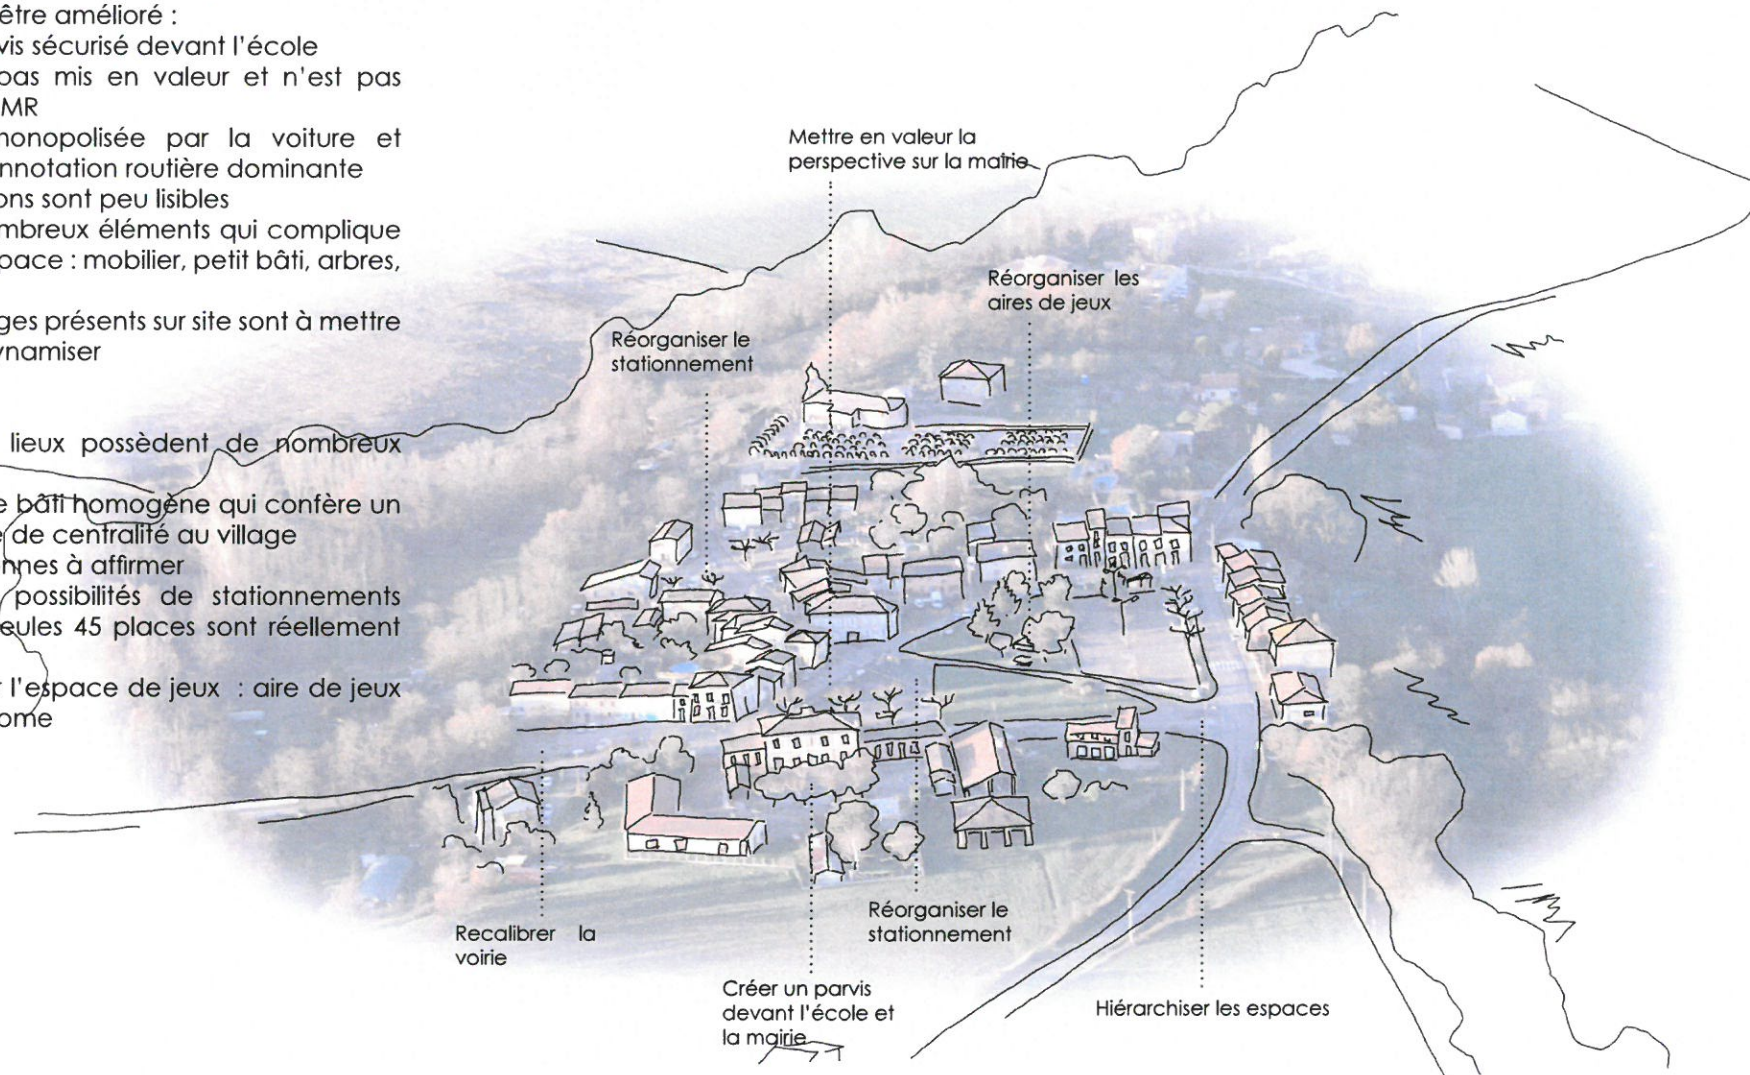 être amélioré :
vis sécurisé devant l'école
pas mis en valeur et n'est pas
MR
monopolisée par la voiture et
nnotation routière dominante
ons sont peu lisibles
mbreux éléments qui complique
pace : mobilier, petit bâti, arbres,
ges présents sur site sont à mettre
ynamiser
lieux possèdent de nombreux
e bâti homogène qui confère un
e de centralité au village
nnes à affirmer
possibilités de stationnements
eules 45 places sont réellement
r l'espace de jeux : aire de jeux
ome
Mettre en valeur la
perspective sur la mairie
Réorganiser les
aires de jeux
Réorganiser le
stationnement
Recalibrer la
voirie
Créer un parvis
devant l'école et
la mairie
Réorganiser le
stationnement
Hiérarchiser les espaces